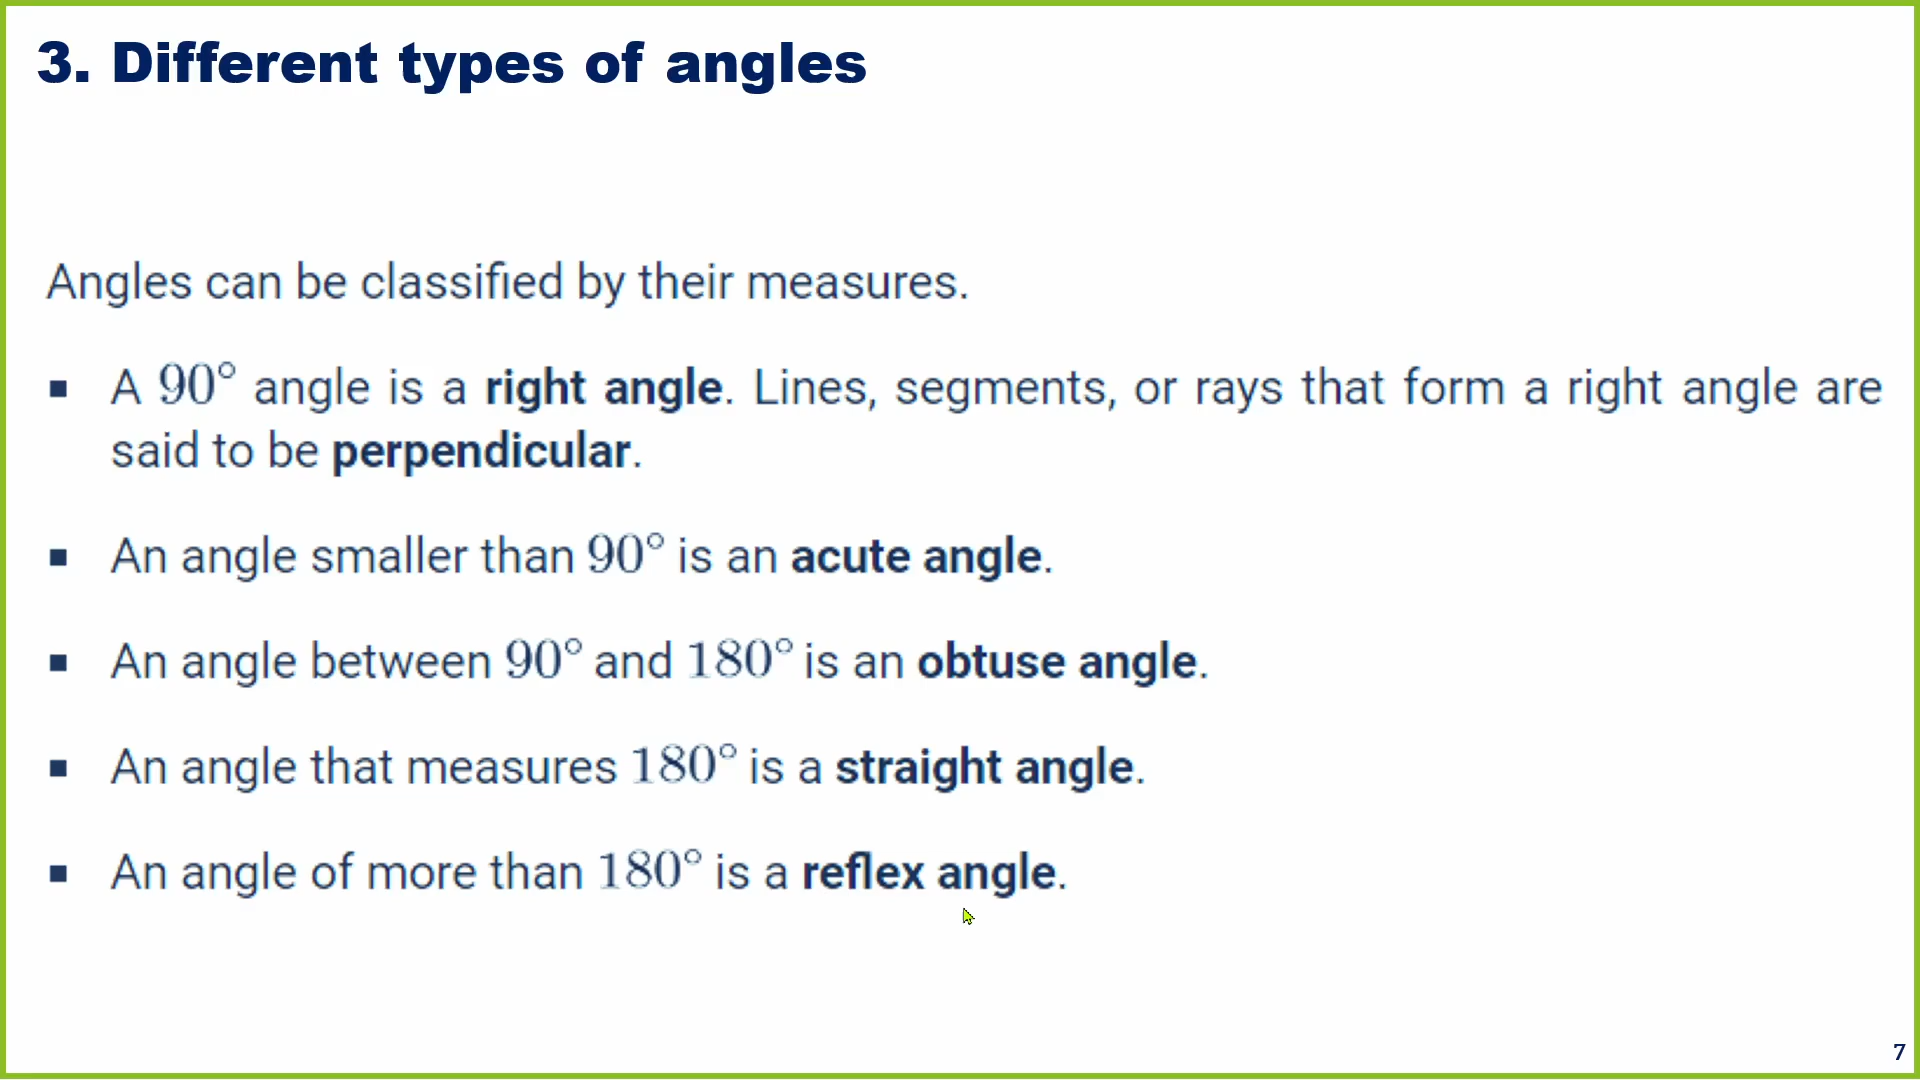 3. Different types of angles
Angles can be classified by their measures.
▪ A 90° angle is a right angle. Lines, segments, or rays that form a right angle are
said to be perpendicular.
▪ An angle smaller than 90° is an acute angle.
▪ An angle between 90° and 180° is an obtuse angle.
▪ An angle that measures 180° is a straight angle.
▪ An angle of more than 180° is a reflex angle.
7